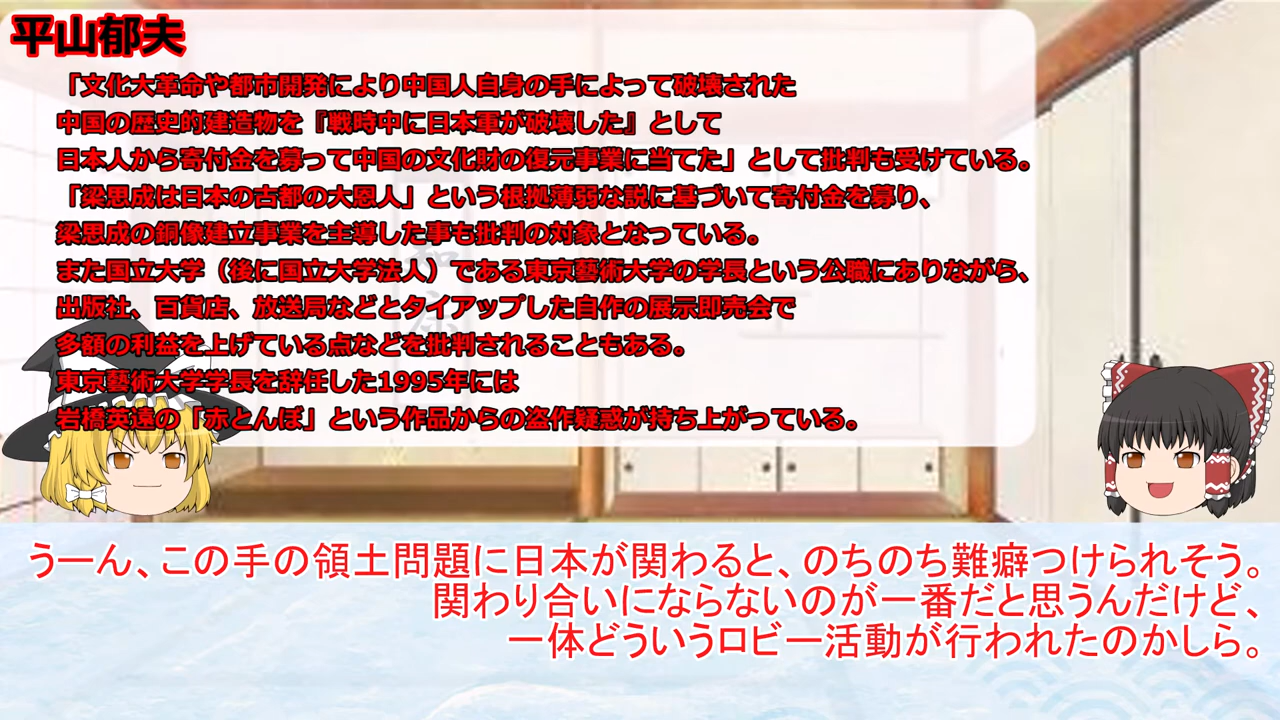 平山郁夫
「文化大革命や都市開発により中国人自身の手によって破壊された
中国の歴史的建造物を『戦時中に日本軍が破壊した』として
日本人から寄付金を募って中国の文化財の復元事業に当てた」として批判も受けている。
「梁思成は日本の古都の大恩人」という根拠薄弱な説に基づいて寄付金を募り、
梁思成の銅像建立事業を主導した事も批判の対象となっている。
また国立大学（後に国立大学法人）である東京藝術大学の学長という公職にありながら、
出版社、百貨店、放送局などとタイアップした自作の展示即売会で
多額の利益を上げている点などを批判されることもある。
東京藝術大学学長を辞任した1995年には
岩橋英遠の「赤とんぼ」という作品からの盗作疑惑が持ち上がっている。
うーん、この手の領土問題に日本が関わると、のちのち難癖つけられそう。
関わり合いにならないのが一番だと思うんだけど、
一体どういうロビー活動が行われたのかしら。